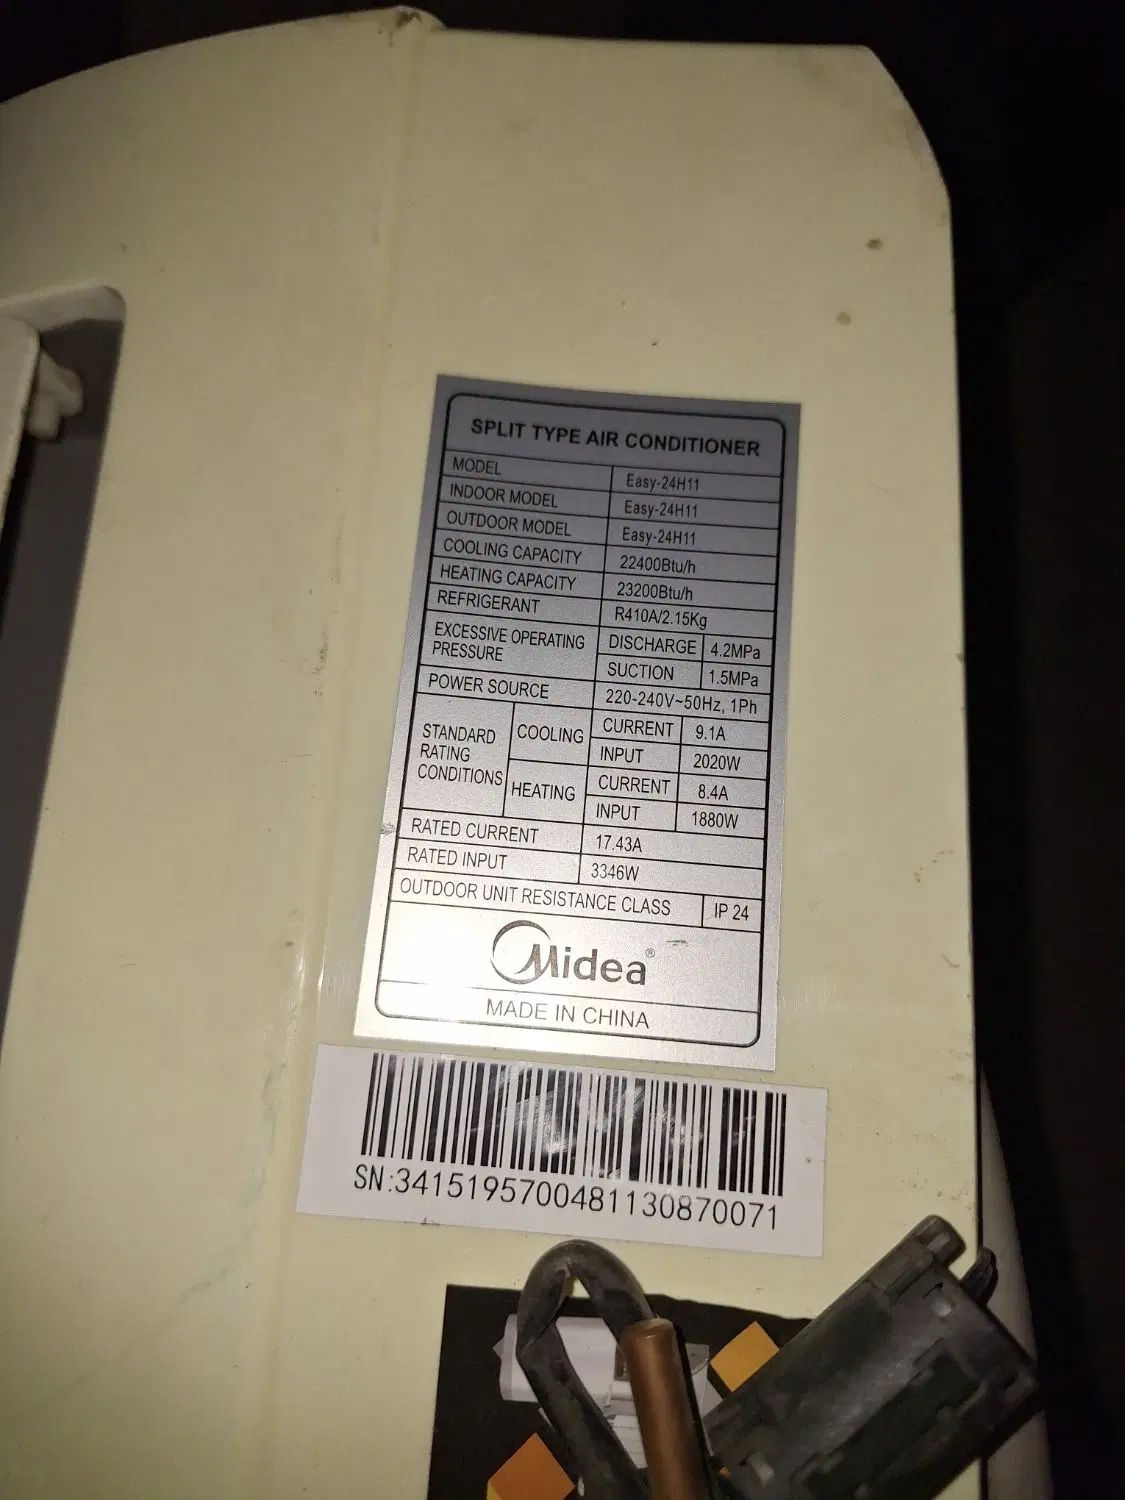 SPLIT TYPE AIR CONDITIONER
MODEL Easy-24H11
INDOOR MODEL Easy-24H11
OUTDOOR MODEL Easy-24H11
COOLING CAPACITY 22400Btu/h
HEATING CAPACITY 23200Btu/h
REFRIGERANT R410A/2.15Kg
EXCESSIVE OPERATING PRESSURE DISCHARGE 4.2MPa
SUCTION 1.5MPa
POWER SOURCE 220-240V~50Hz, 1Ph
STANDARD RATING CONDITIONS COOLING CURRENT 9.1A
INPUT 2020W
HEATING CURRENT 8.4A
INPUT 1880W
RATED CURRENT 17.43A
RATED INPUT 3346W
OUTDOOR UNIT RESISTANCE CLASS IP 24
Midea®
MADE IN CHINA
SN:3415195700481130870071